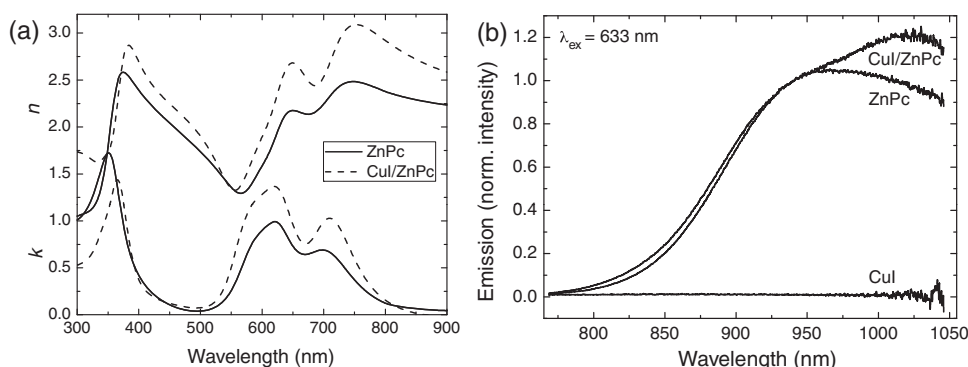 (a)
3.0
2.5
2.0
1.5
1.0
0.5
0.0
n
k
ZnPc
CuI/ZnPc
300 400 500 600 700 800 900
Wavelength (nm)
(b)
1.2
1.0
0.8
0.6
0.4
0.2
0.0
Emission (norm. intensity)
λex = 633 nm
CuI/ZnPc
ZnPc
CuI
800 850 900 950 1000 1050
Wavelength (nm)